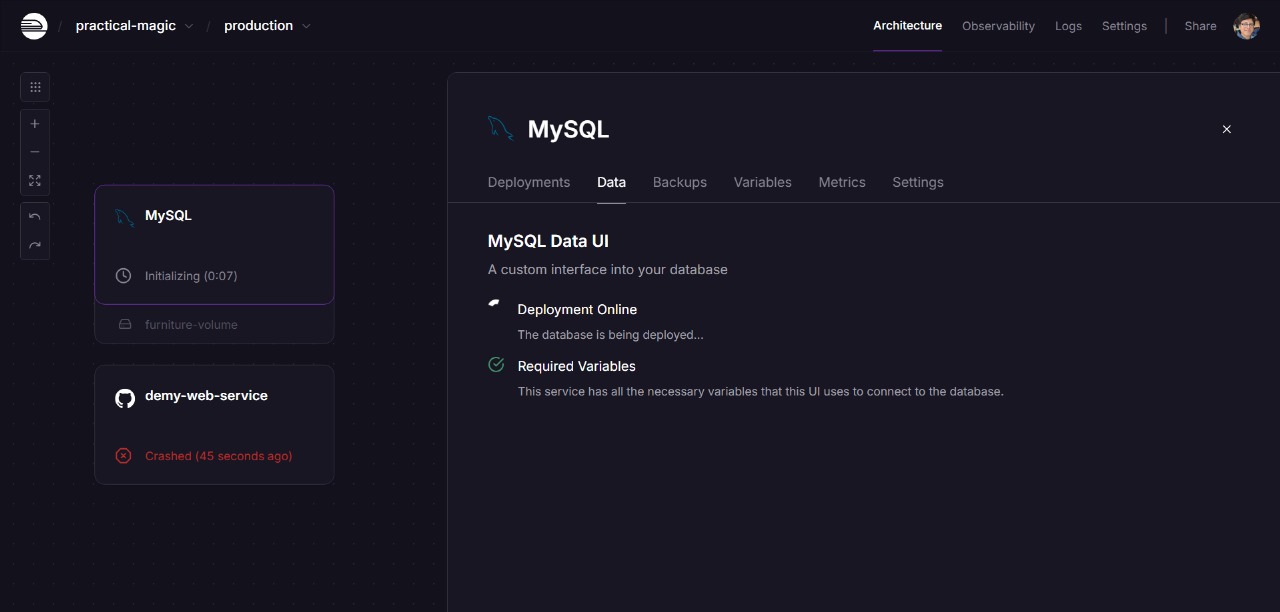 / practical-magic / production
Architecture Observability Logs Settings | Share
MySQL
Initializing (0:07)
furniture-volume
demy-web-service
Crashed (45 seconds ago)
MySQL
Deployments Data Backups Variables Metrics Settings
MySQL Data UI
A custom interface into your database
Deployment Online
The database is being deployed...
Required Variables
This service has all the necessary variables that this UI uses to connect to the database.